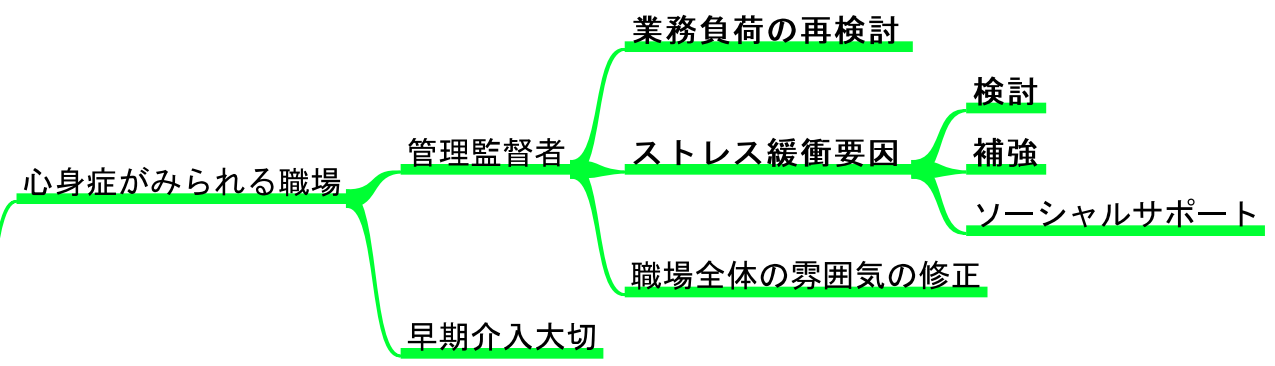 心身症がみられる職場
管理監督者
業務負荷の再検討
ストレス緩衝要因
検討
補強
ソーシャルサポート
職場全体の雰囲気の修正
早期介入大切